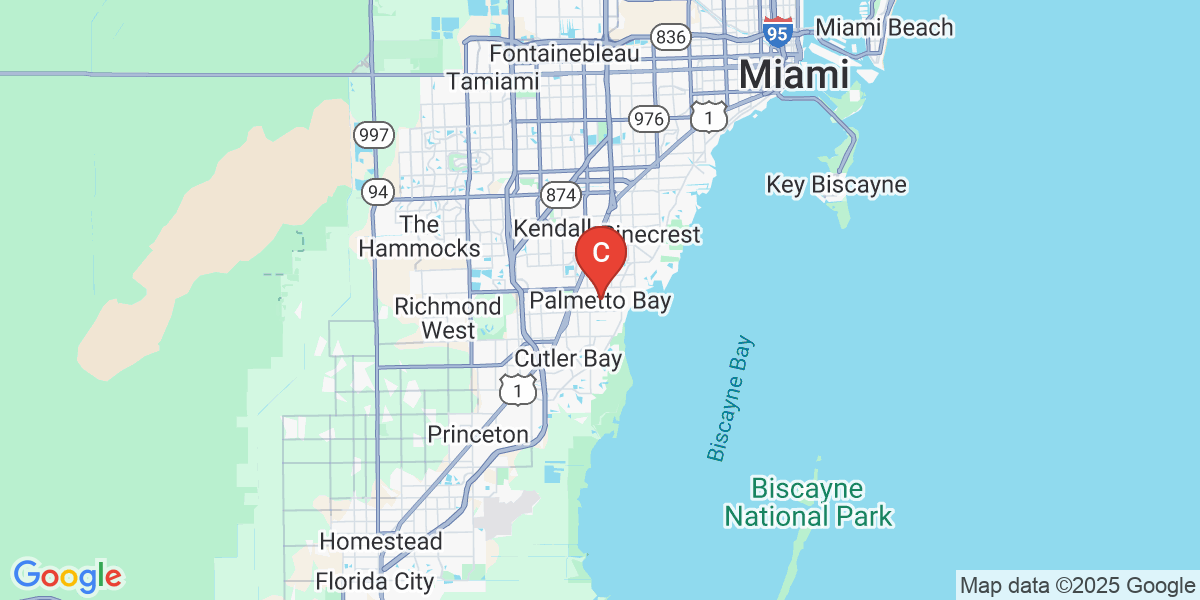 836
95
Miami Beach
Fontainebleau
Tamiami
Miami
976
1
997
94
874
Key Biscayne
The
Hammocks
Kendall
Pinecrest
C
Richmond
West
Palmetto Bay
Cutler Bay
1
Biscayne Bay
Princeton
Biscayne
National Park
Homestead
Florida City
Google
Map data ©2025 Google